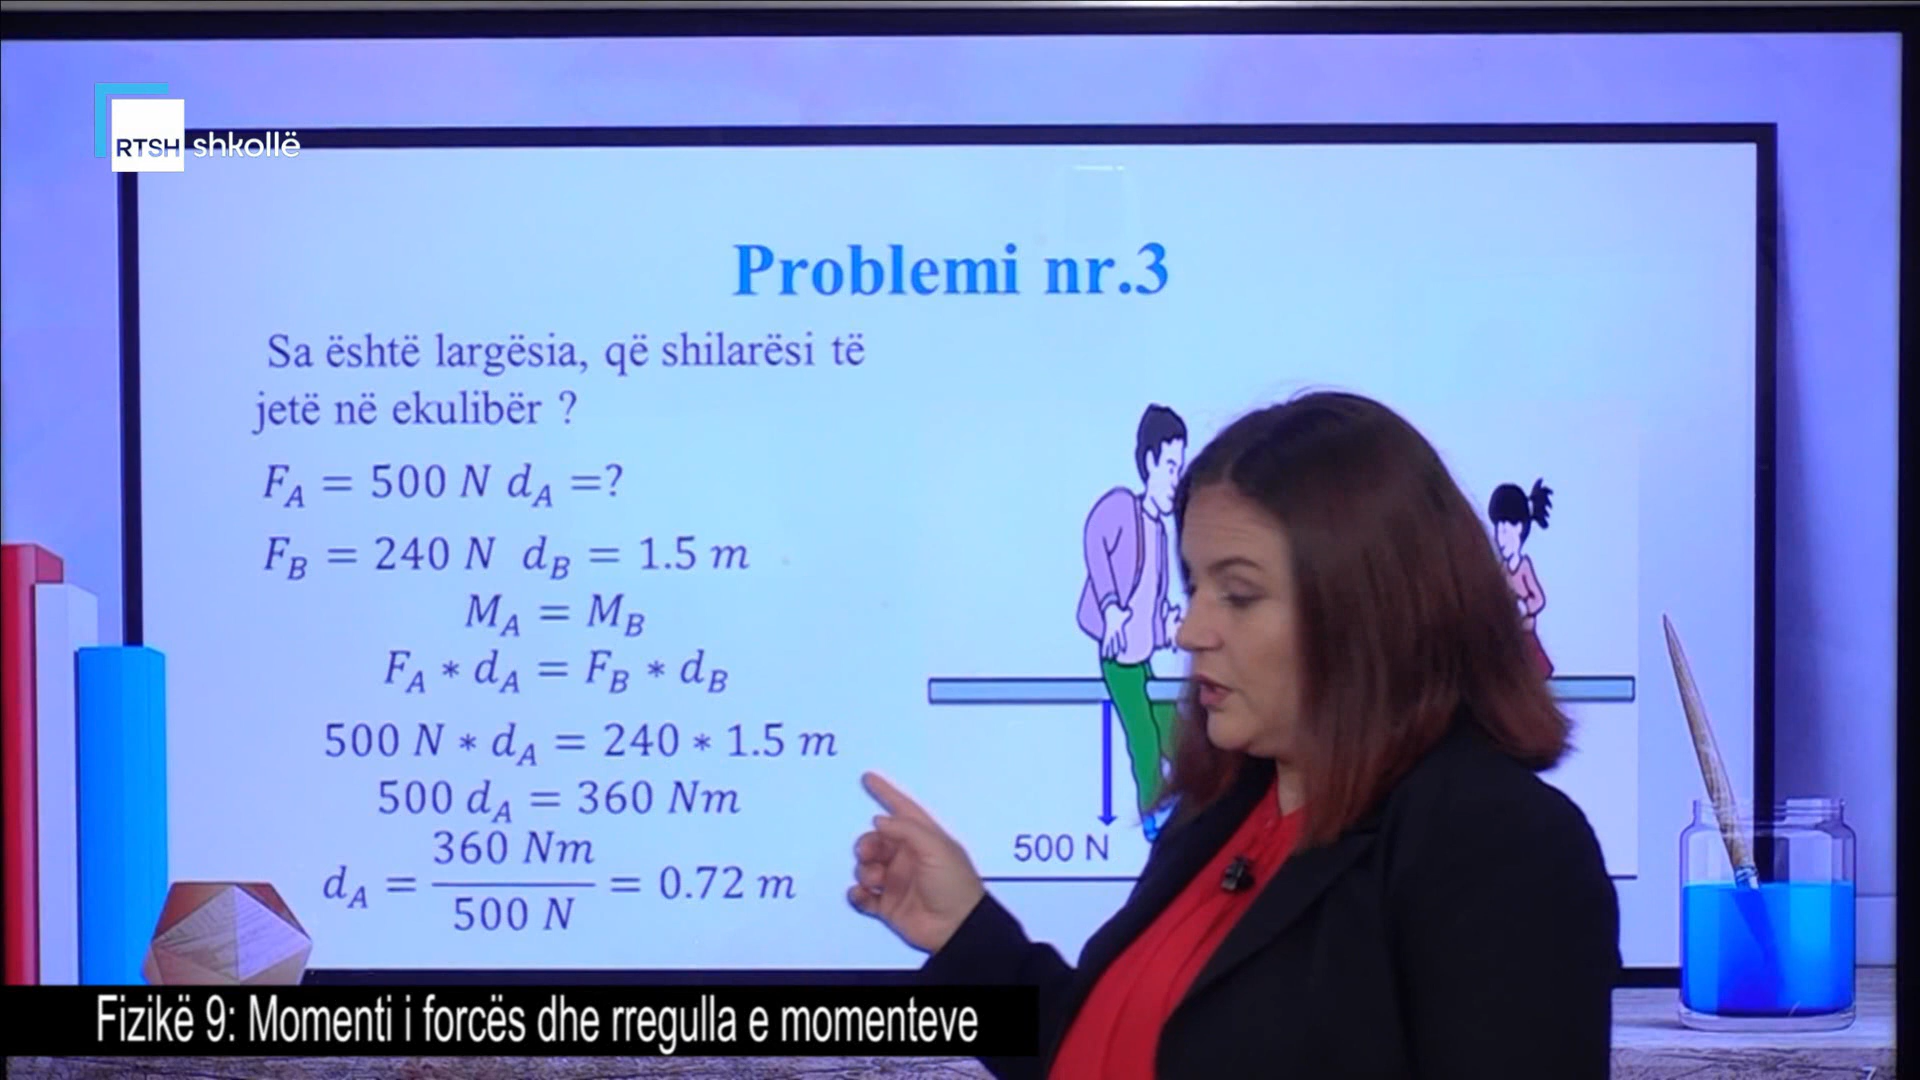 RTSH shkollë
Problemi nr.3
Sa është largësia, që shilarësi të
jetë në ekulibër ?
F_A = 500 N d_A =?
F_B = 240 N d_B = 1.5 m
M_A = M_B
F_A * d_A = F_B * d_B
500 N * d_A = 240 * 1.5 m
500 d_A = 360 Nm
d_A = 360 Nm / 500 N = 0.72 m
500 N
Fizikë 9: Momenti i forcës dhe rregulla e momenteve